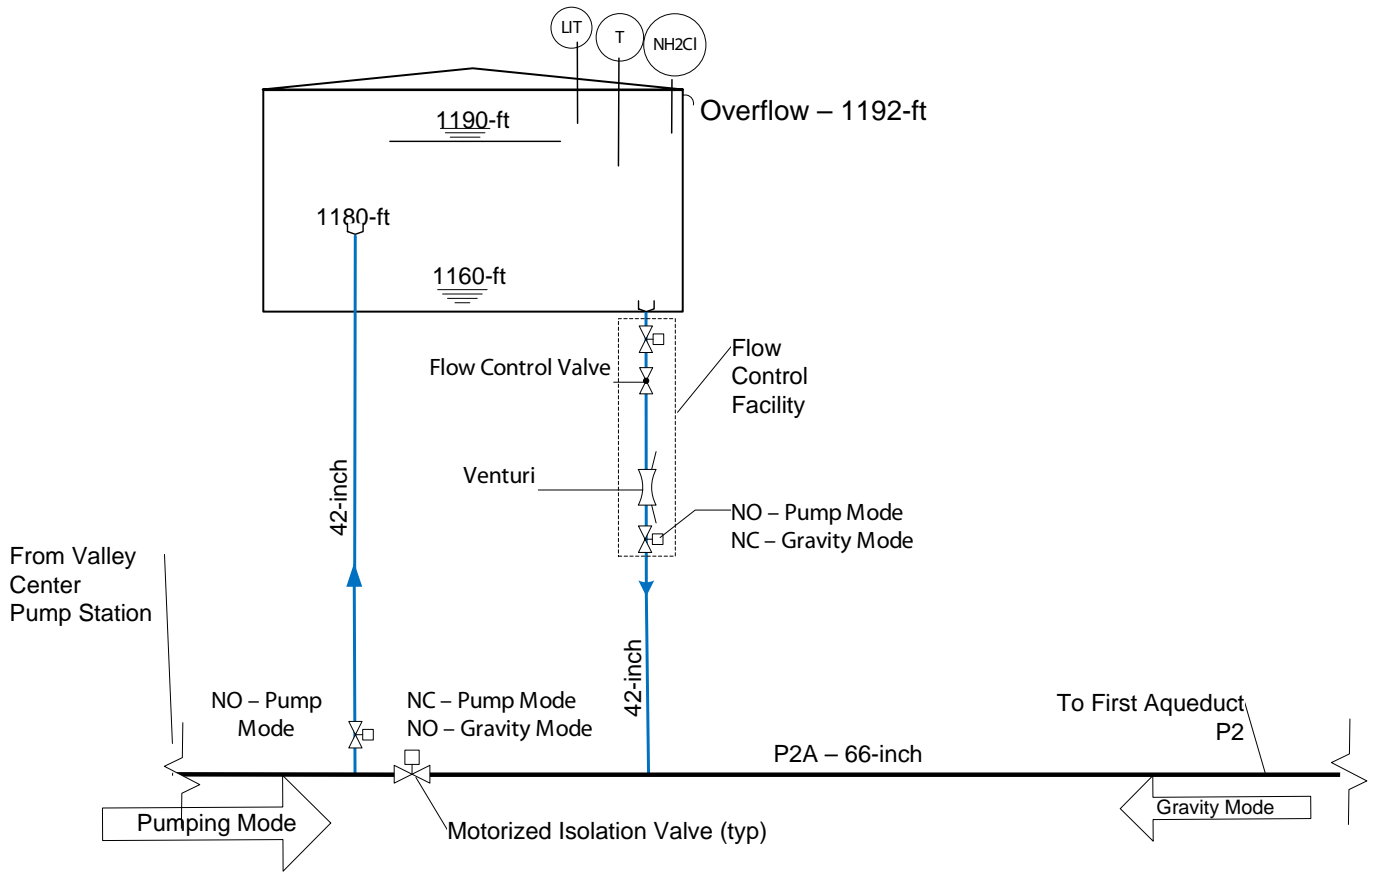 LIT
T
NH2Cl
Overflow – 1192-ft
1190-ft
1180-ft
1160-ft
Flow Control Valve
Flow
Control
Facility
Venturi
42-inch
NO – Pump Mode
NC – Gravity Mode
From Valley
Center
Pump Station
42-inch
NO – Pump
Mode
NC – Pump Mode
NO – Gravity Mode
To First Aqueduct
P2
P2A – 66-inch
Pumping Mode
Motorized Isolation Valve (typ)
Gravity Mode